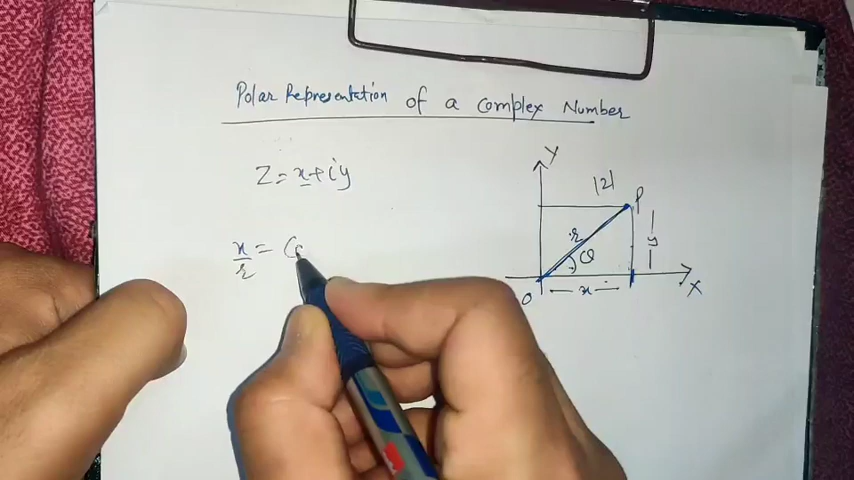 Polar Representation of a Complex Number
Z = x + iy
Y
|z|
P
r
θ
y
x/r = Co
O
x
X